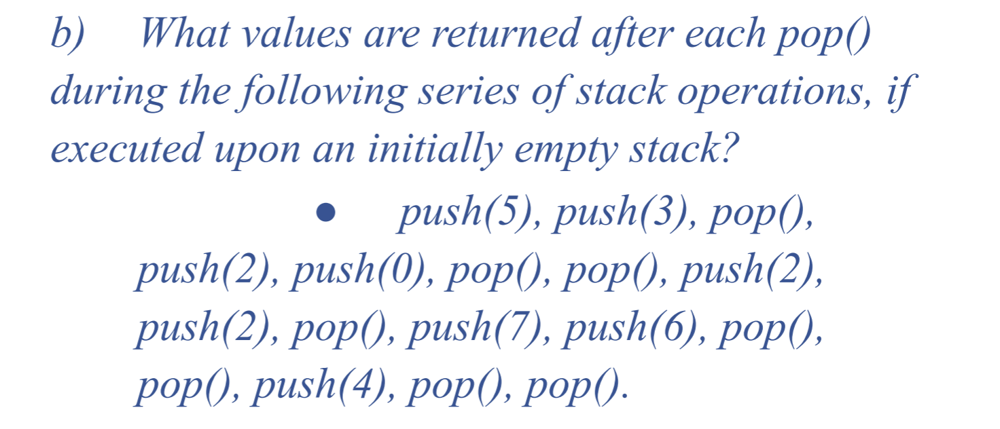 b) What values are returned after each pop()
during the following series of stack operations, if
executed upon an initially empty stack?
● push(5), push(3), pop(),
push(2), push(0), pop(), pop(), push(2),
push(2), pop(), push(7), push(6), pop(),
pop(), push(4), pop(), pop().